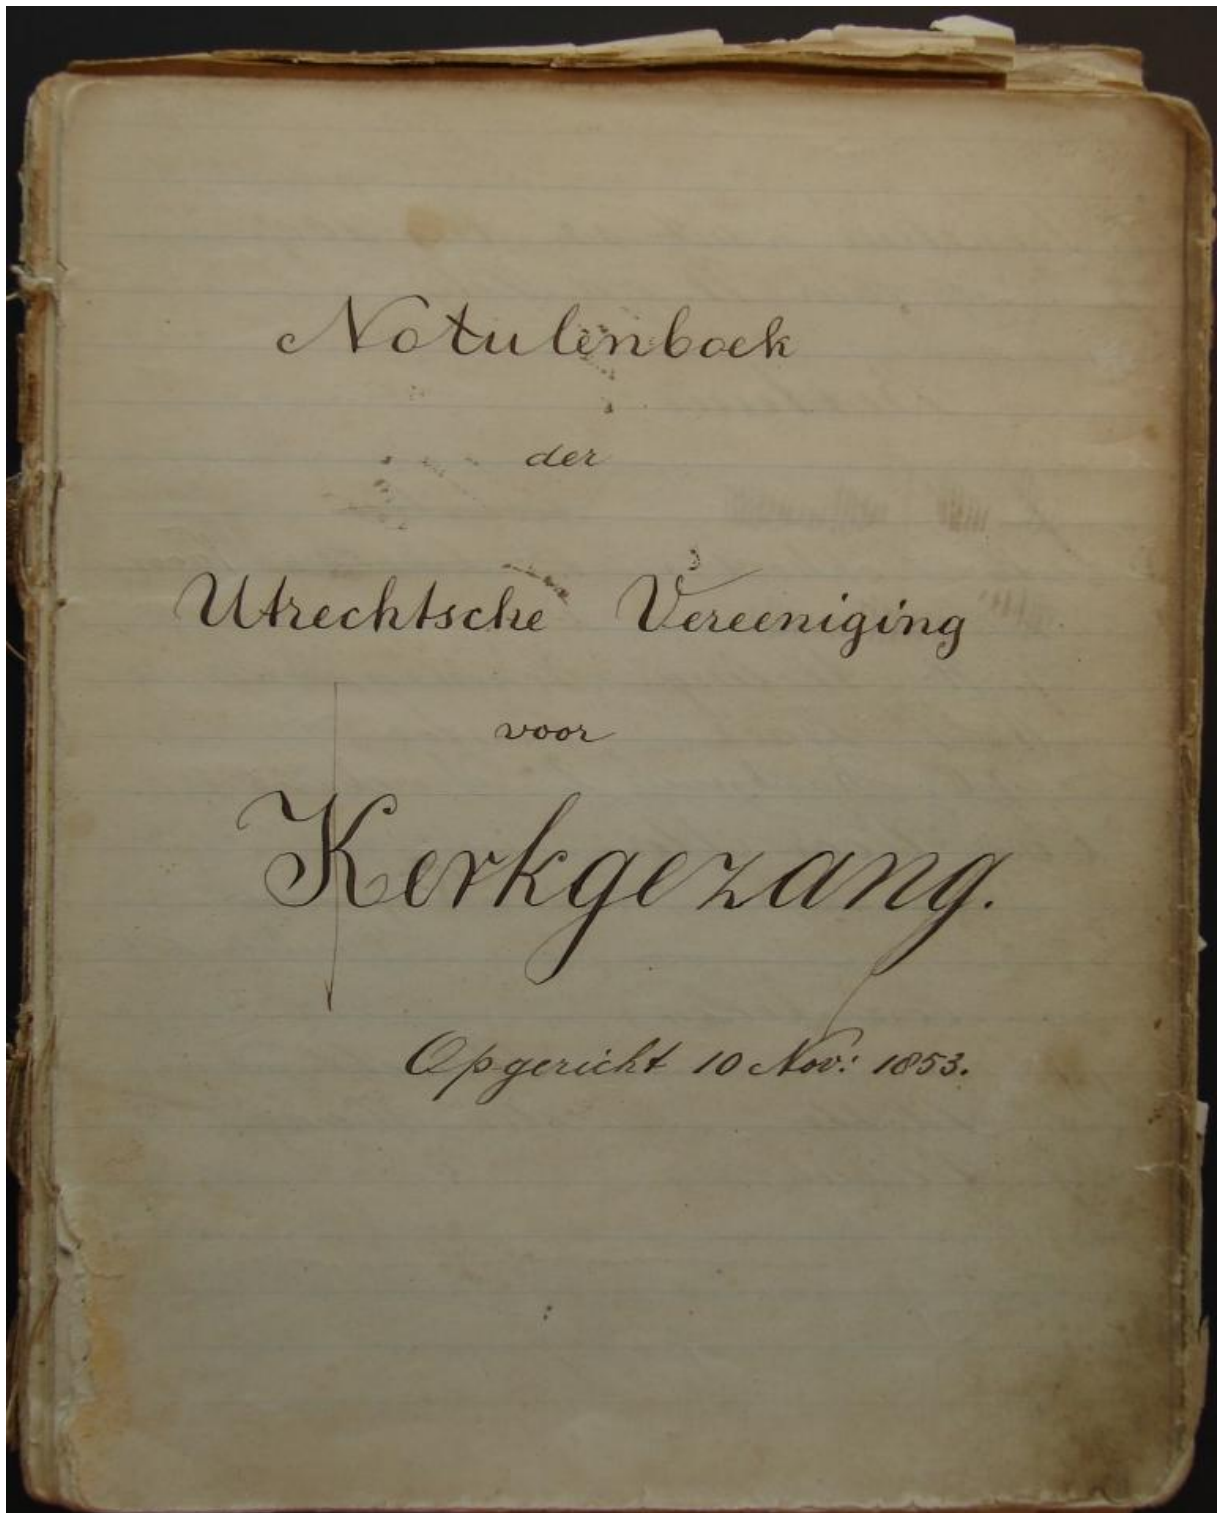 Notulenboek
der
Utrechtsche Vereeniging
voor
Kerkgezang.
Opgericht 10 Nov: 1853.